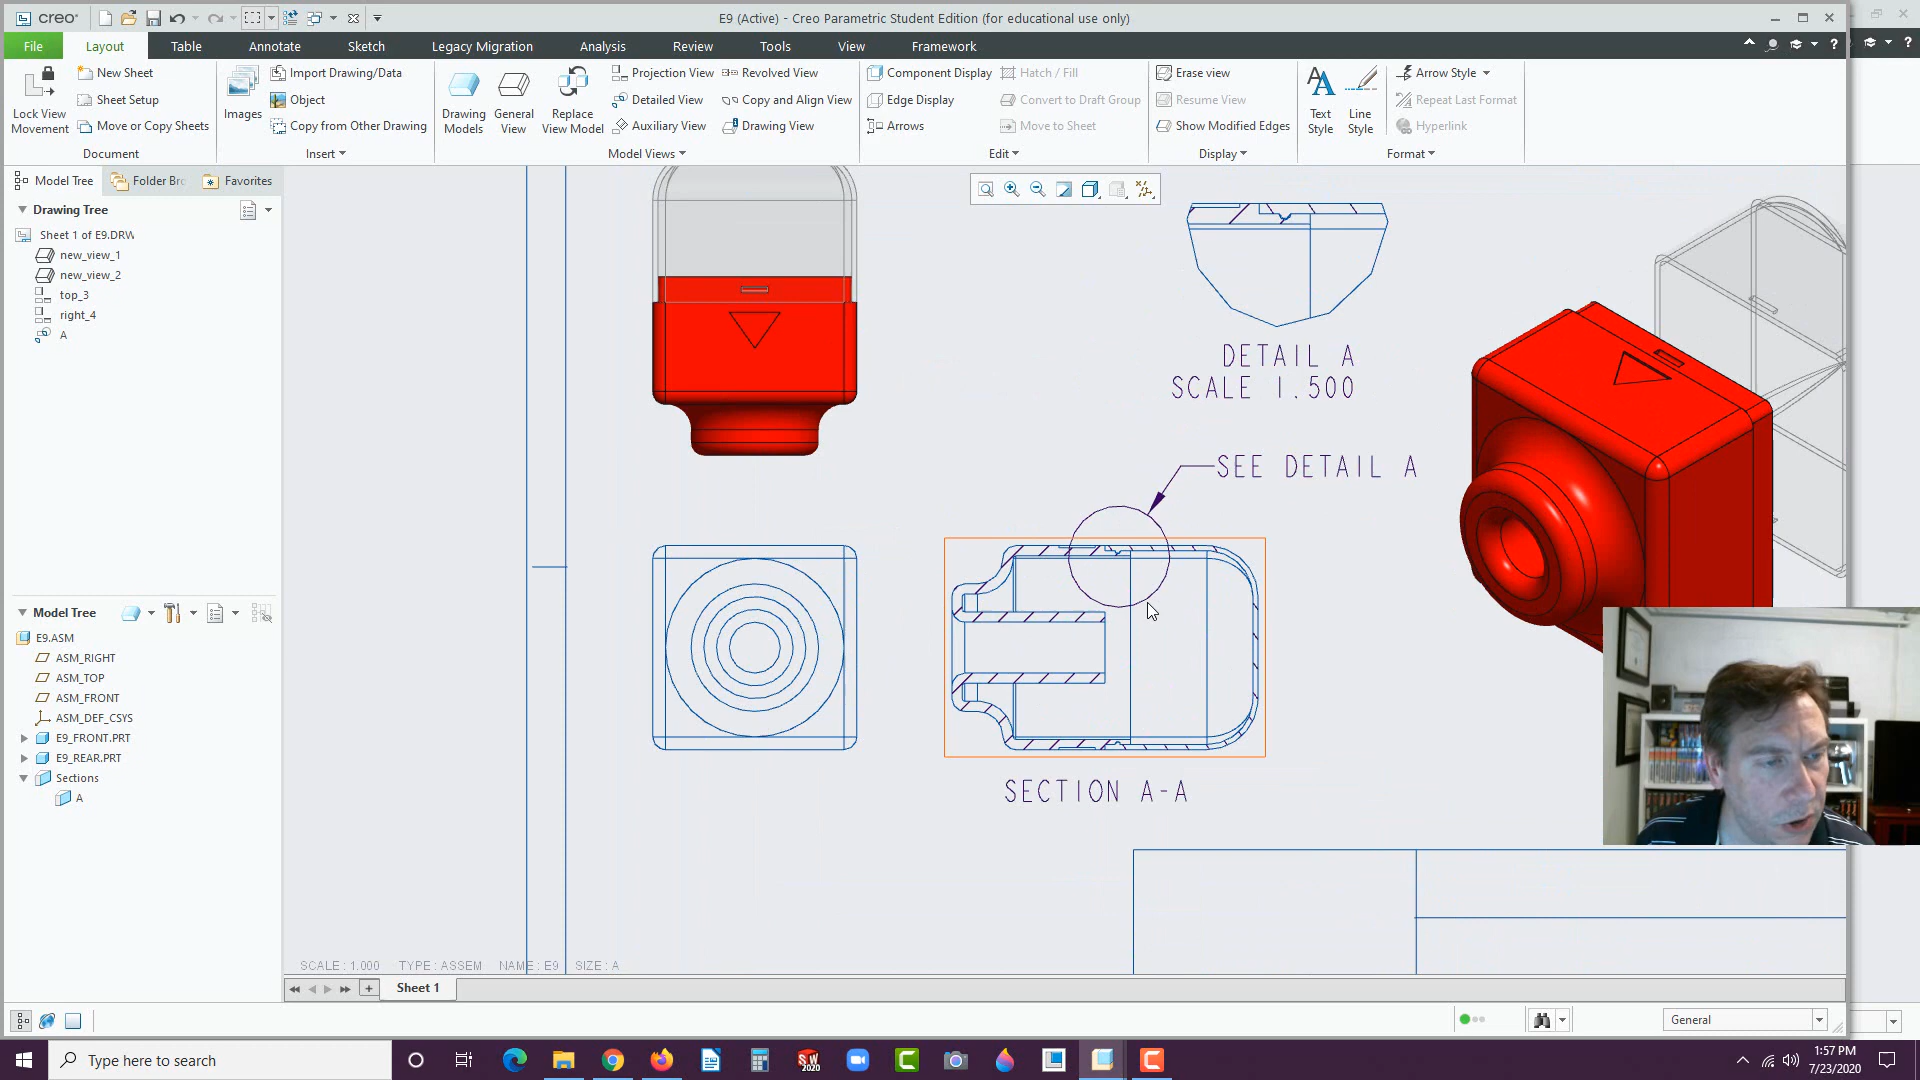 creo
E9 (Active) - Creo Parametric Student Edition (for educational use only)
File
Layout
Table
Annotate
Sketch
Legacy Migration
Analysis
Review
Tools
View
Framework
Lock View Movement
New Sheet
Sheet Setup
Move or Copy Sheets
Document
Images
Import Drawing/Data
Object
Copy from Other Drawing
Insert
Drawing Models
General View
Replace View Model
Projection View
Detailed View
Auxiliary View
Revolved View
Copy and Align View
Drawing View
Model Views
Component Display
Edge Display
Arrows
Hatch / Fill
Convert to Draft Group
Move to Sheet
Edit
Erase view
Resume View
Show Modified Edges
Display
Text Style
Line Style
Arrow Style
Repeat Last Format
Hyperlink
Format
Model Tree
Folder Brc
Favorites
Drawing Tree
Sheet 1 of E9.DRW
new_view_1
new_view_2
top_3
right_4
A
Model Tree
E9.ASM
ASM_RIGHT
ASM_TOP
ASM_FRONT
ASM_DEF_CSYS
E9_FRONT.PRT
E9_REAR.PRT
Sections
A
DETAIL A
SCALE 1.500
SEE DETAIL A
SECTION A-A
SCALE : 1.000 TYPE : ASSEM NAME : E9 SIZE : A
Sheet 1
General
Type here to search
SW 2020
1:57 PM
7/23/2020